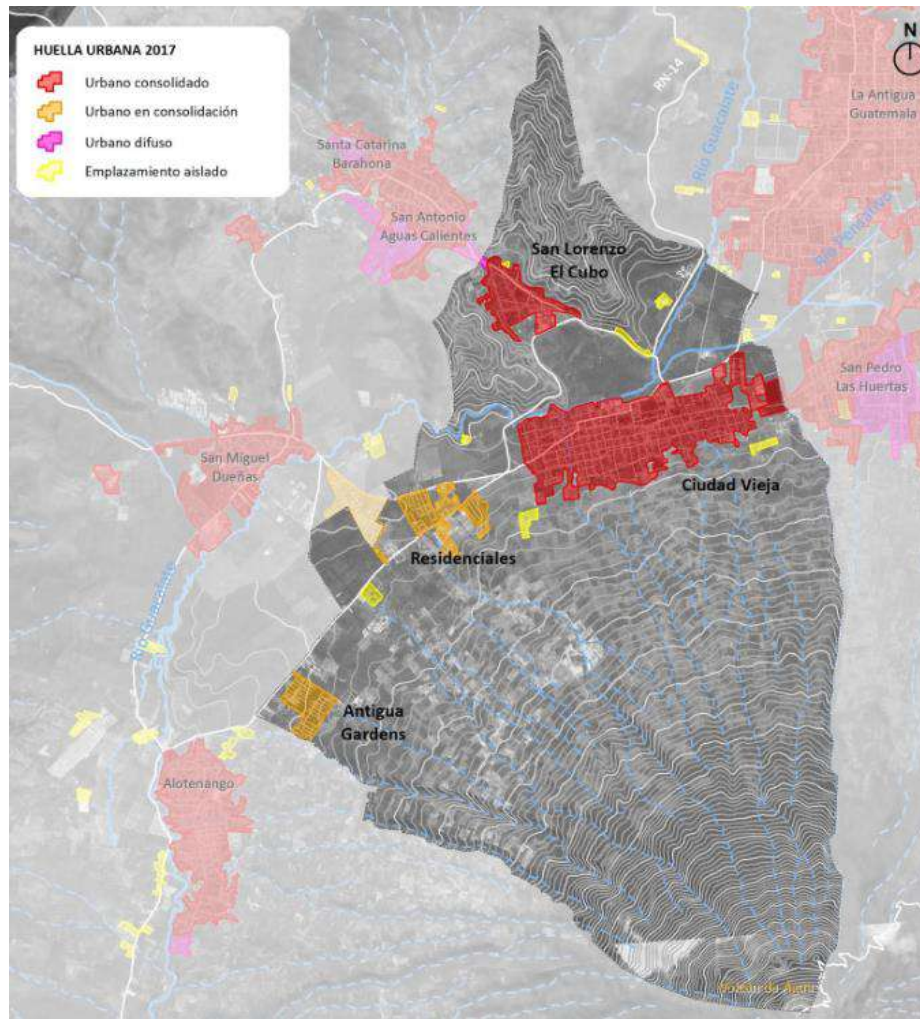 HUELLA URBANA 2017
Urbano consolidado
Urbano en consolidación
Urbano difuso
Emplazamiento aislado
N
RN-14
Río Guacalate
La Antigua
Guatemala
Río Pensativo
Santa Catarina
Barahona
San Antonio
Aguas Calientes
San Lorenzo
El Cubo
San Pedro
Las Huertas
San Miguel
Dueñas
Ciudad Vieja
Residenciales
Río Guacalate
Antigua
Gardens
Alotenango
Volcán de Agua